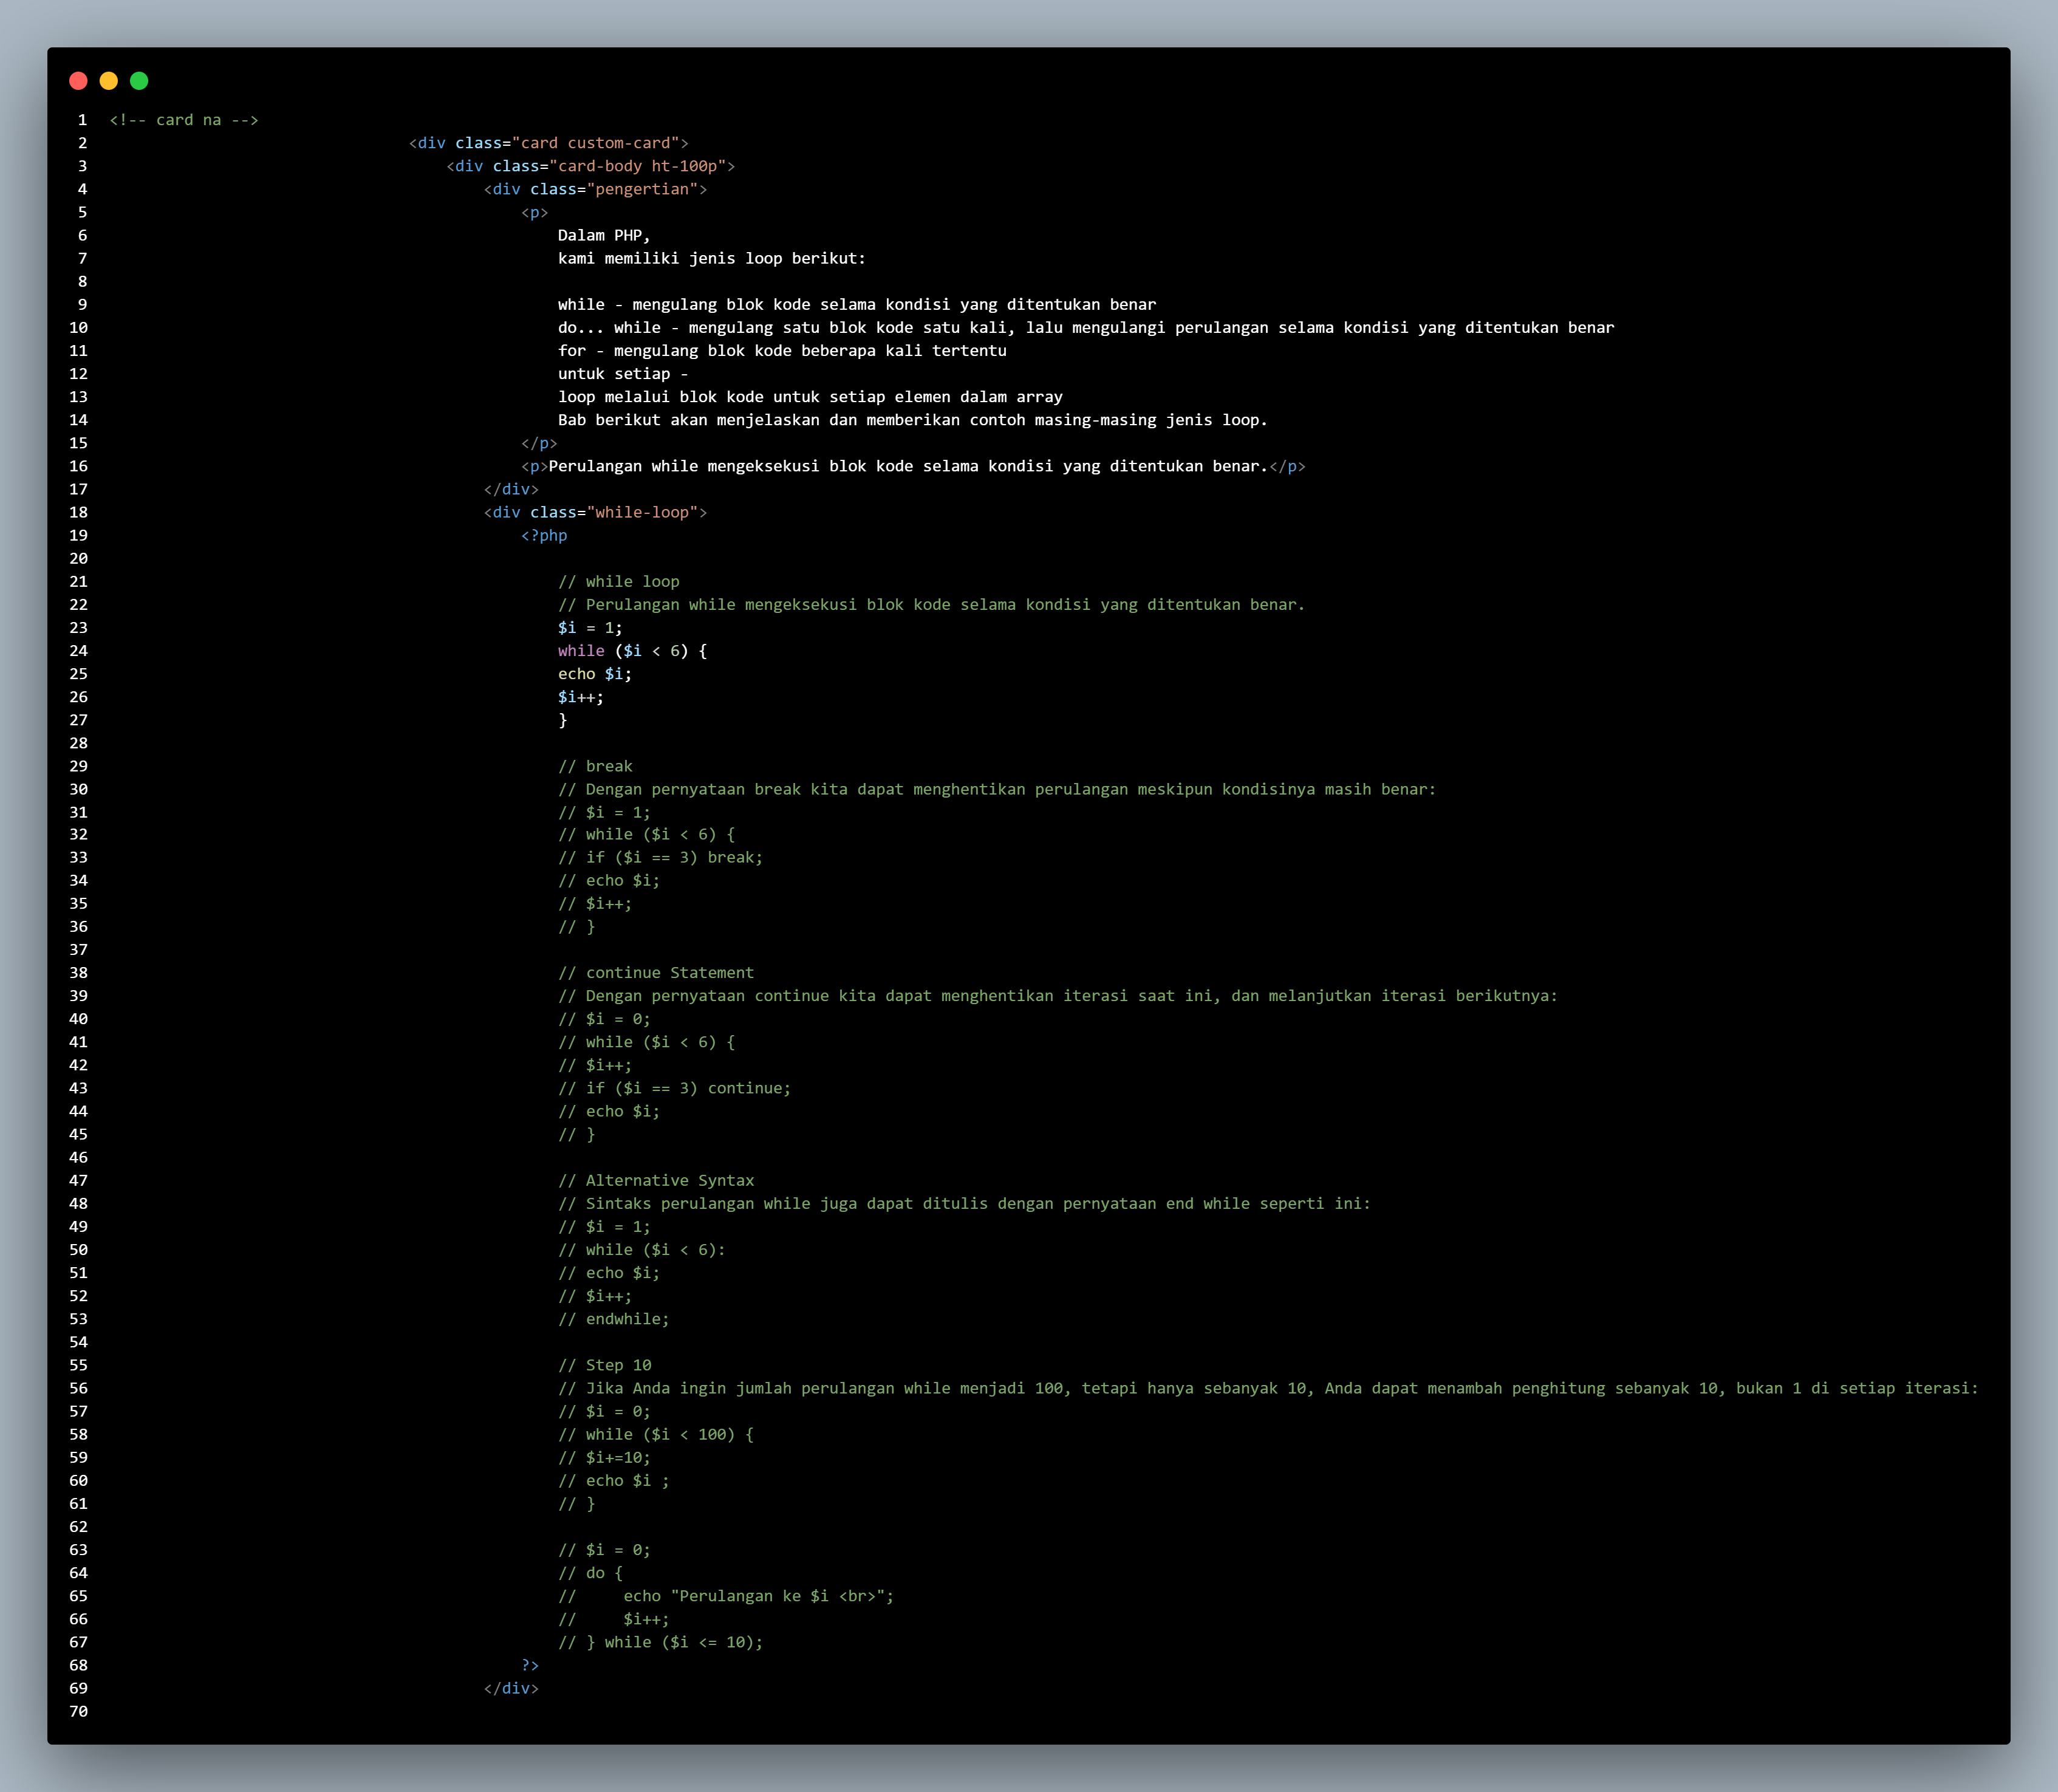 1 <!-- card na -->
2 <div class="card custom-card">
3 <div class="card-body ht-100p">
4 <div class="pengertian">
5 <p>
6 Dalam PHP,
7 kami memiliki jenis loop berikut:
8
9 while - mengulang blok kode selama kondisi yang ditentukan benar
10 do... while - mengulang satu blok kode satu kali, lalu mengulangi perulangan selama kondisi yang ditentukan benar
11 for - mengulang blok kode beberapa kali tertentu
12 untuk setiap -
13 loop melalui blok kode untuk setiap elemen dalam array
14 Bab berikut akan menjelaskan dan memberikan contoh masing-masing jenis loop.
15 </p>
16 <p>Perulangan while mengeksekusi blok kode selama kondisi yang ditentukan benar.</p>
17 </div>
18 <div class="while-loop">
19 <?php
20
21 // while loop
22 // Perulangan while mengeksekusi blok kode selama kondisi yang ditentukan benar.
23 $i = 1;
24 while ($i < 6) {
25 echo $i;
26 $i++;
27 }
28
29 // break
30 // Dengan pernyataan break kita dapat menghentikan perulangan meskipun kondisinya masih benar:
31 // $i = 1;
32 // while ($i < 6) {
33 // if ($i == 3) break;
34 // echo $i;
35 // $i++;
36 // }
37
38 // continue Statement
39 // Dengan pernyataan continue kita dapat menghentikan iterasi saat ini, dan melanjutkan iterasi berikutnya:
40 // $i = 0;
41 // while ($i < 6) {
42 // $i++;
43 // if ($i == 3) continue;
44 // echo $i;
45 // }
46
47 // Alternative Syntax
48 // Sintaks perulangan while juga dapat ditulis dengan pernyataan end while seperti ini:
49 // $i = 1;
50 // while ($i < 6):
51 // echo $i;
52 // $i++;
53 // endwhile;
54
55 // Step 10
56 // Jika Anda ingin jumlah perulangan while menjadi 100, tetapi hanya sebanyak 10, Anda dapat menambah penghitung sebanyak 10, bukan 1 di setiap iterasi:
57 // $i = 0;
58 // while ($i < 100) {
59 // $i+=10;
60 // echo $i ;
61 // }
62
63 // $i = 0;
64 // do {
65 //     echo "Perulangan ke $i <br>";
66 //     $i++;
67 // } while ($i <= 10);
68 ?>
69 </div>
70